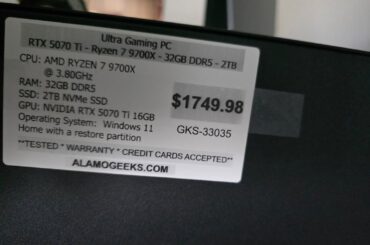 Ultra Gaming PC
RTX 5070 Ti - Ryzen 7 9700X - 32GB DDR5 - 2TB
CPU: AMD RYZEN 7 9700X
@ 3.80GHz
RAM: 32GB DDR5
SSD: 2TB NVMe SSD
GPU: NVIDIA RTX 5070 Ti 16GB
Operating System: Windows 11
Home with a restore partition
$1749.98
GKS-33035
**TESTED * WARRANTY * CREDIT CARDS ACCEPTED**
ALAMOGEEKS.COM